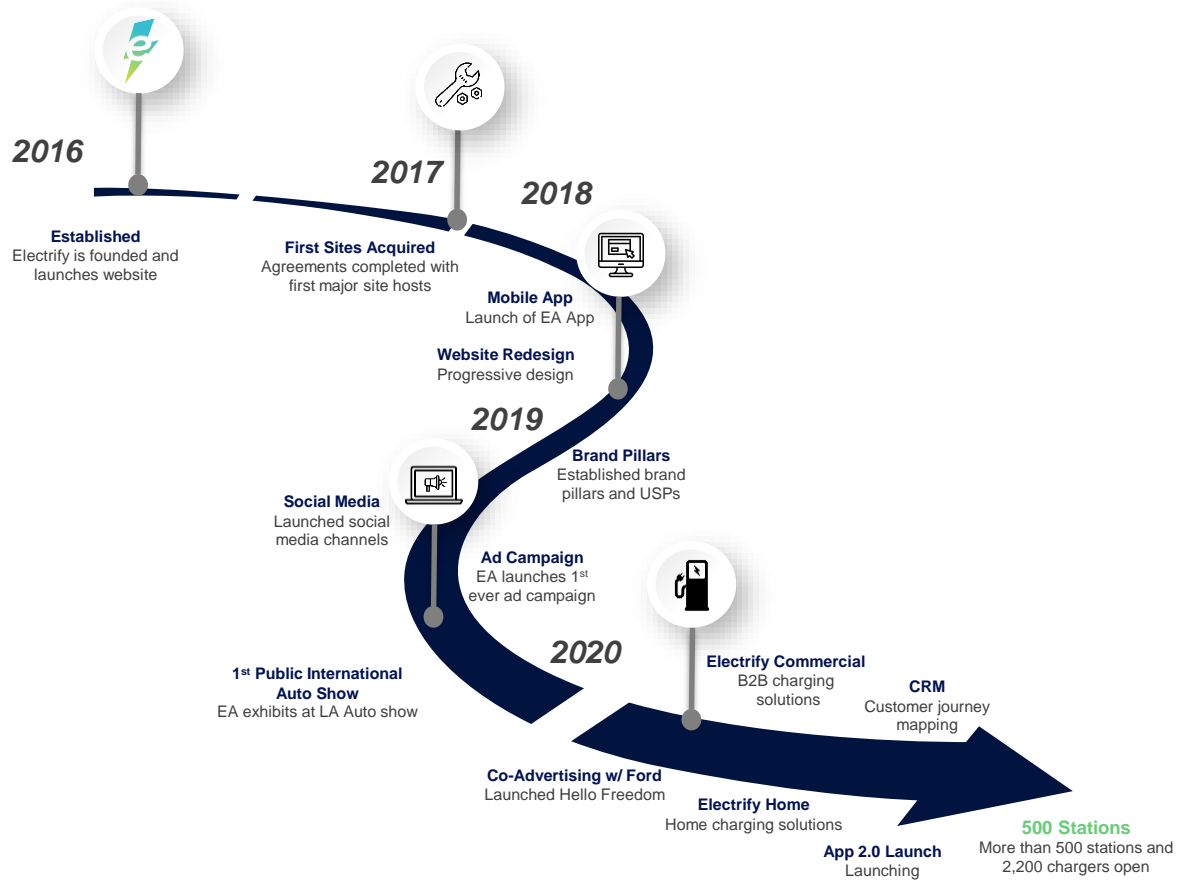 e
2016
Established
Electrify is founded and
launches website
2017
First Sites Acquired
Agreements completed with
first major site hosts
2018
Mobile App
Launch of EA App
Website Redesign
Progressive design
2019
Brand Pillars
Established brand
pillars and USPs
Social Media
Launched social
media channels
Ad Campaign
EA launches 1st
ever ad campaign
1st Public International
Auto Show
EA exhibits at LA Auto show
2020
Electrify Commercial
B2B charging
solutions
CRM
Customer journey
mapping
Co-Advertising w/ Ford
Launched Hello Freedom
Electrify Home
Home charging solutions
App 2.0 Launch
Launching
500 Stations
More than 500 stations and
2,200 chargers open